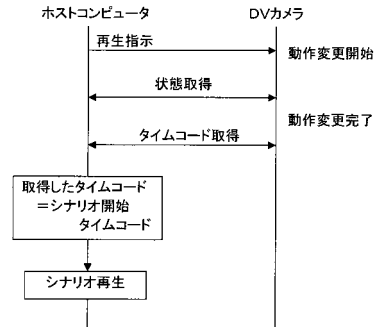 ホストコンピュータ
DVカメラ
再生指示
動作変更開始
状態取得
動作変更完了
タイムコード取得
取得したタイムコード
=シナリオ開始
タイムコード
シナリオ再生